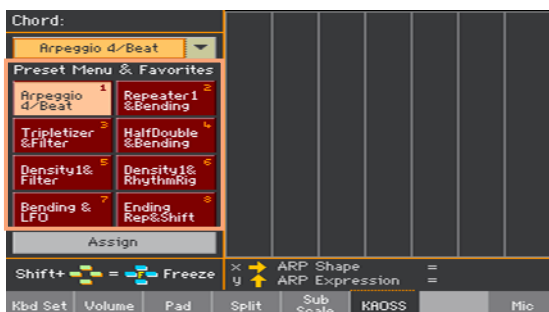 Chord:
Arpeggio 4/Beat
Preset Menu & Favorites
Arpeggio 4/Beat 1
Repeater1 &Bending 2
Tripletizer &Filter 3
HalfDouble &Bending 4
Density1& Filter 5
Density1& RhythmRig 6
Bending & LFO 7
Ending Rep&Shift 8
Assign
Shift+ = F Freeze
x ARP Shape =
y ARP Expression =
Kbd Set Volume Pad Split Sub Scale KAOSS Mic